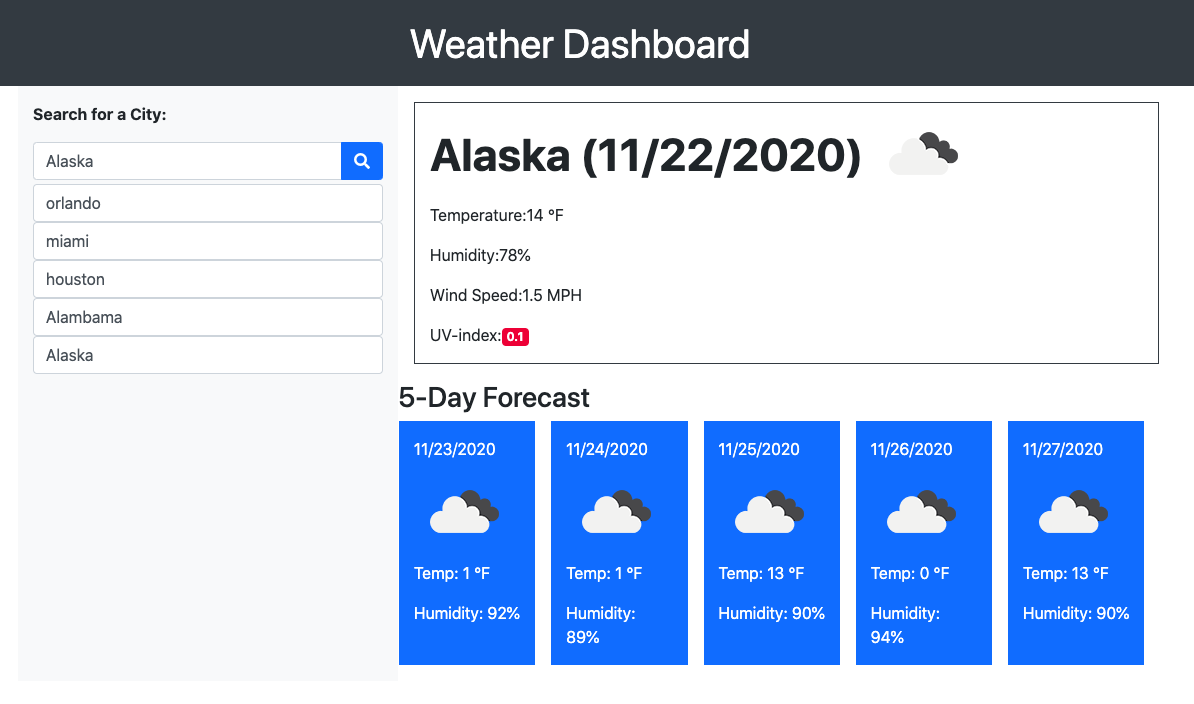 Weather Dashboard
Search for a City:
Alaska
orlando
miami
houston
Alambama
Alaska
Alaska (11/22/2020)
Temperature:14 °F
Humidity:78%
Wind Speed:1.5 MPH
UV-index:0.1
5-Day Forecast
11/23/2020
Temp: 1 °F
Humidity: 92%
11/24/2020
Temp: 1 °F
Humidity:
89%
11/25/2020
Temp: 13 °F
Humidity: 90%
11/26/2020
Temp: 0 °F
Humidity:
94%
11/27/2020
Temp: 13 °F
Humidity: 90%